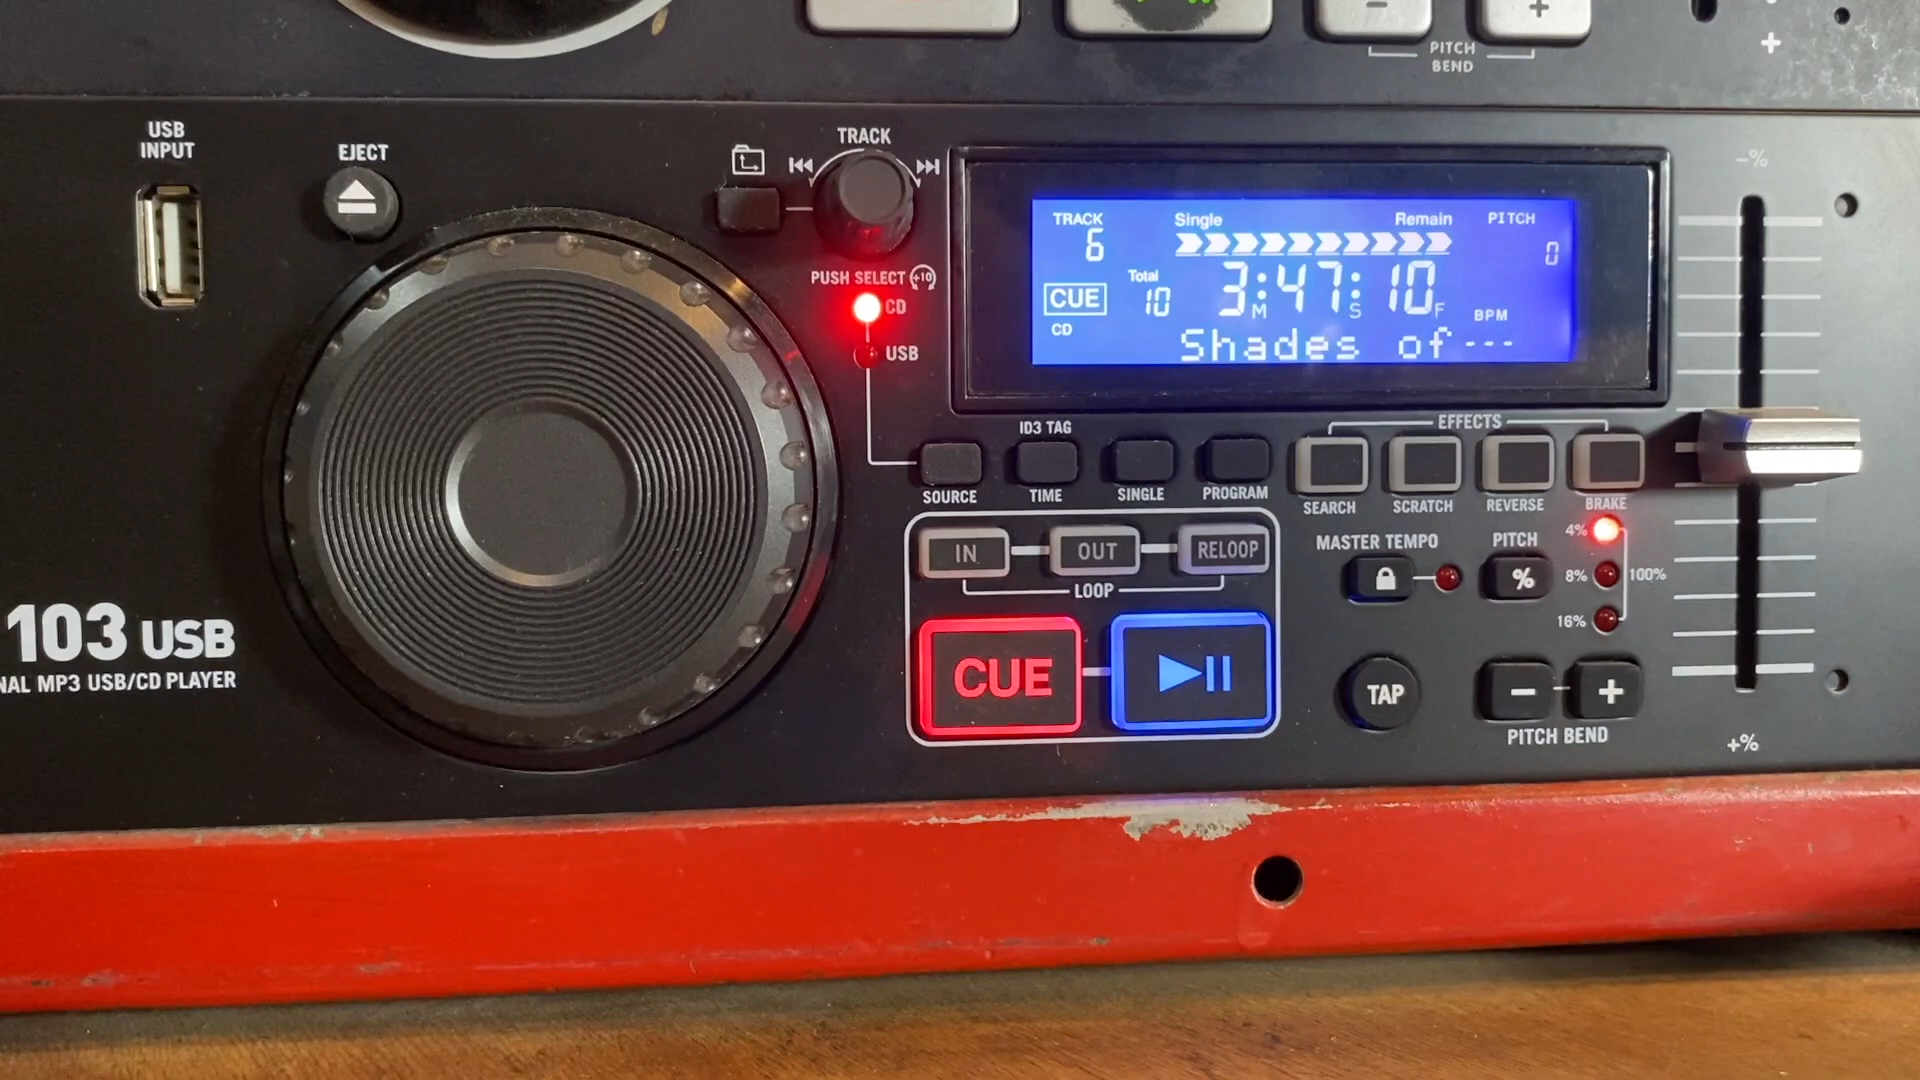 PITCH
BEND
USB
INPUT
EJECT
TRACK
PUSH SELECT +10
CD
USB
TRACK
6
Single
Remain
PITCH
0
CUE
Total
10
3:47:10
M S F
CD
BPM
Shades of ---
-%
ID3 TAG
SOURCE
TIME
SINGLE
PROGRAM
EFFECTS
SEARCH
SCRATCH
REVERSE
BRAKE
IN
OUT
RELOOP
LOOP
MASTER TEMPO
PITCH
%
4%
8%
100%
16%
CUE
TAP
PITCH BEND
+%
103 USB
NAL MP3 USB/CD PLAYER